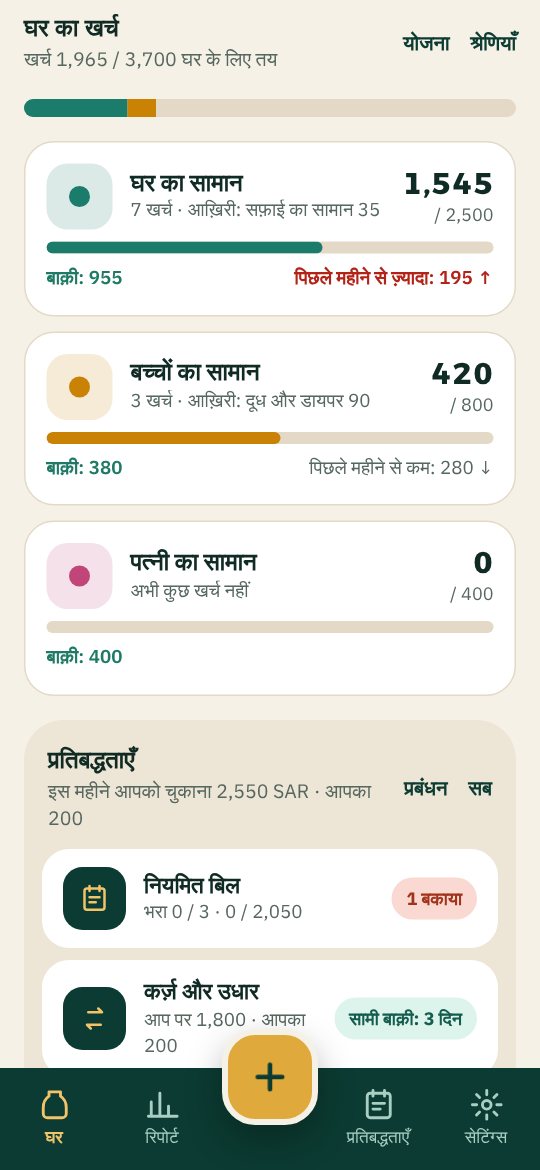 घर का खर्च
खर्च 1,965 / 3,700 घर के लिए तय
योजना श्रेणियाँ
घर का सामान
7 खर्च · आख़िरी: सफ़ाई का सामान 35
1,545
/ 2,500
बाक़ी: 955
पिछले महीने से ज़्यादा: 195 ↑
बच्चों का सामान
3 खर्च · आख़िरी: दूध और डायपर 90
420
/ 800
बाक़ी: 380
पिछले महीने से कम: 280 ↓
पत्नी का सामान
अभी कुछ खर्च नहीं
0
/ 400
बाक़ी: 400
प्रतिबद्धताएँ
इस महीने आपको चुकाना 2,550 SAR · आपका
200
प्रबंधन सब
नियमित बिल
भरा 0 / 3 · 0 / 2,050
1 बकाया
कर्ज़ और उधार
आप पर 1,800 · आपका
200
सामी बाक़ी: 3 दिन
घर
रिपोर्ट
+
प्रतिबद्धताएँ
सेटिंग्स